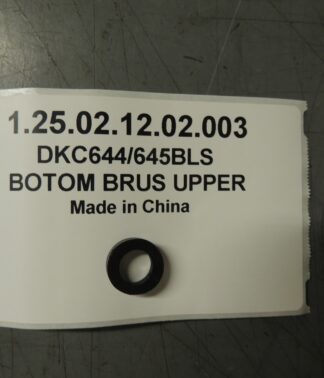 1.25.02.12.02.003
DKC644/645BLS
BOTOM BRUS UPPER
Made in China